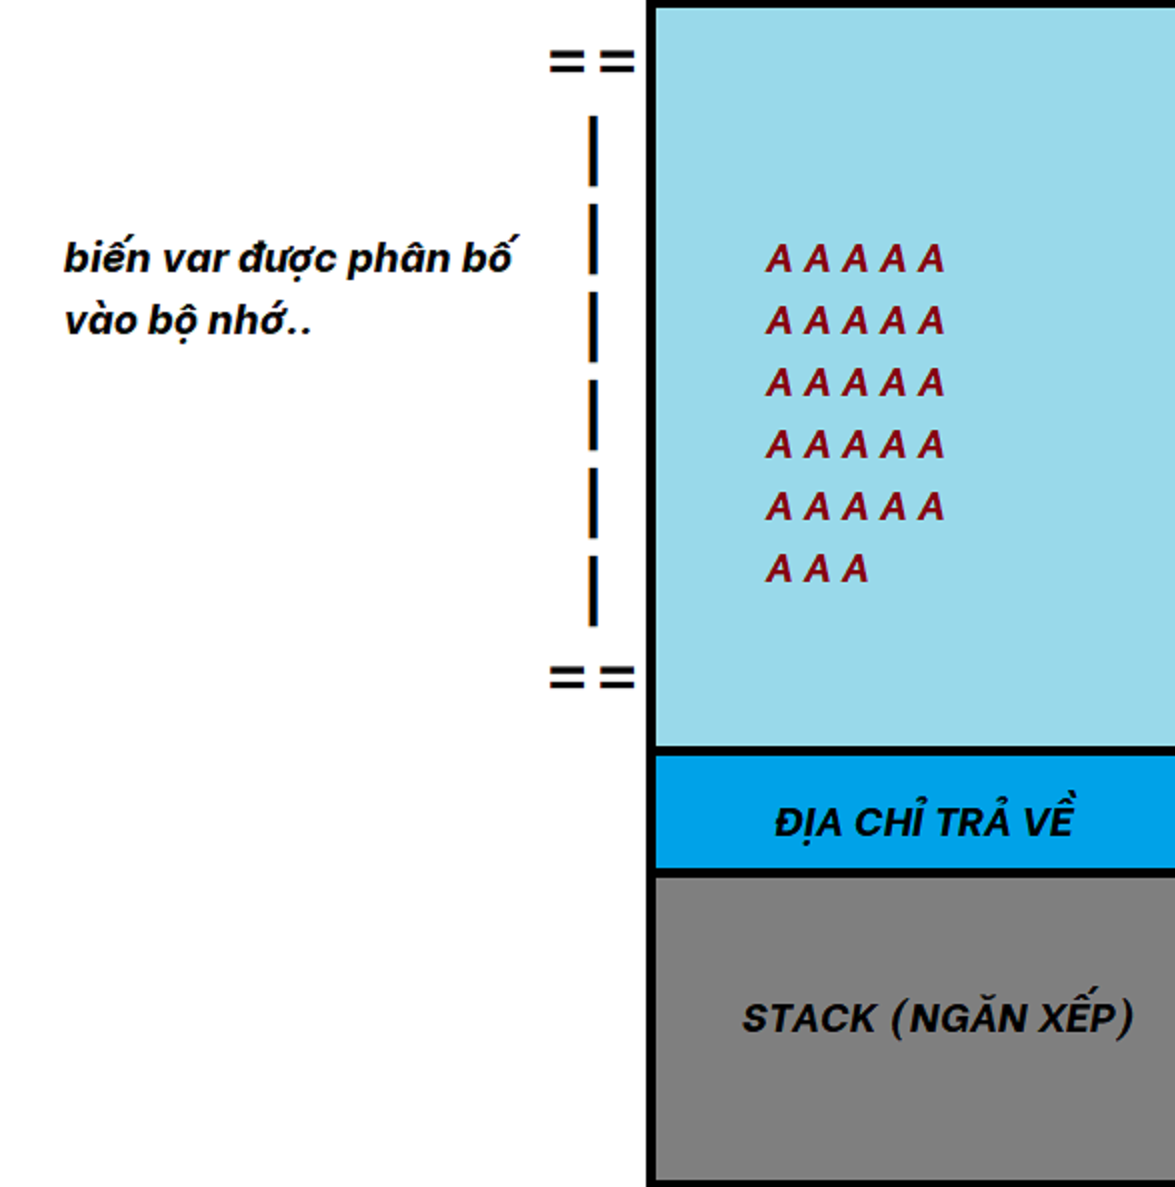 ==
|
|
biến var được phân bố
vào bộ nhớ..
|
|
|
|
==
A A A A A
A A A A A
A A A A A
A A A A A
A A A A A
A A A
ĐỊA CHỈ TRẢ VỀ
STACK (NGĂN XẾP)